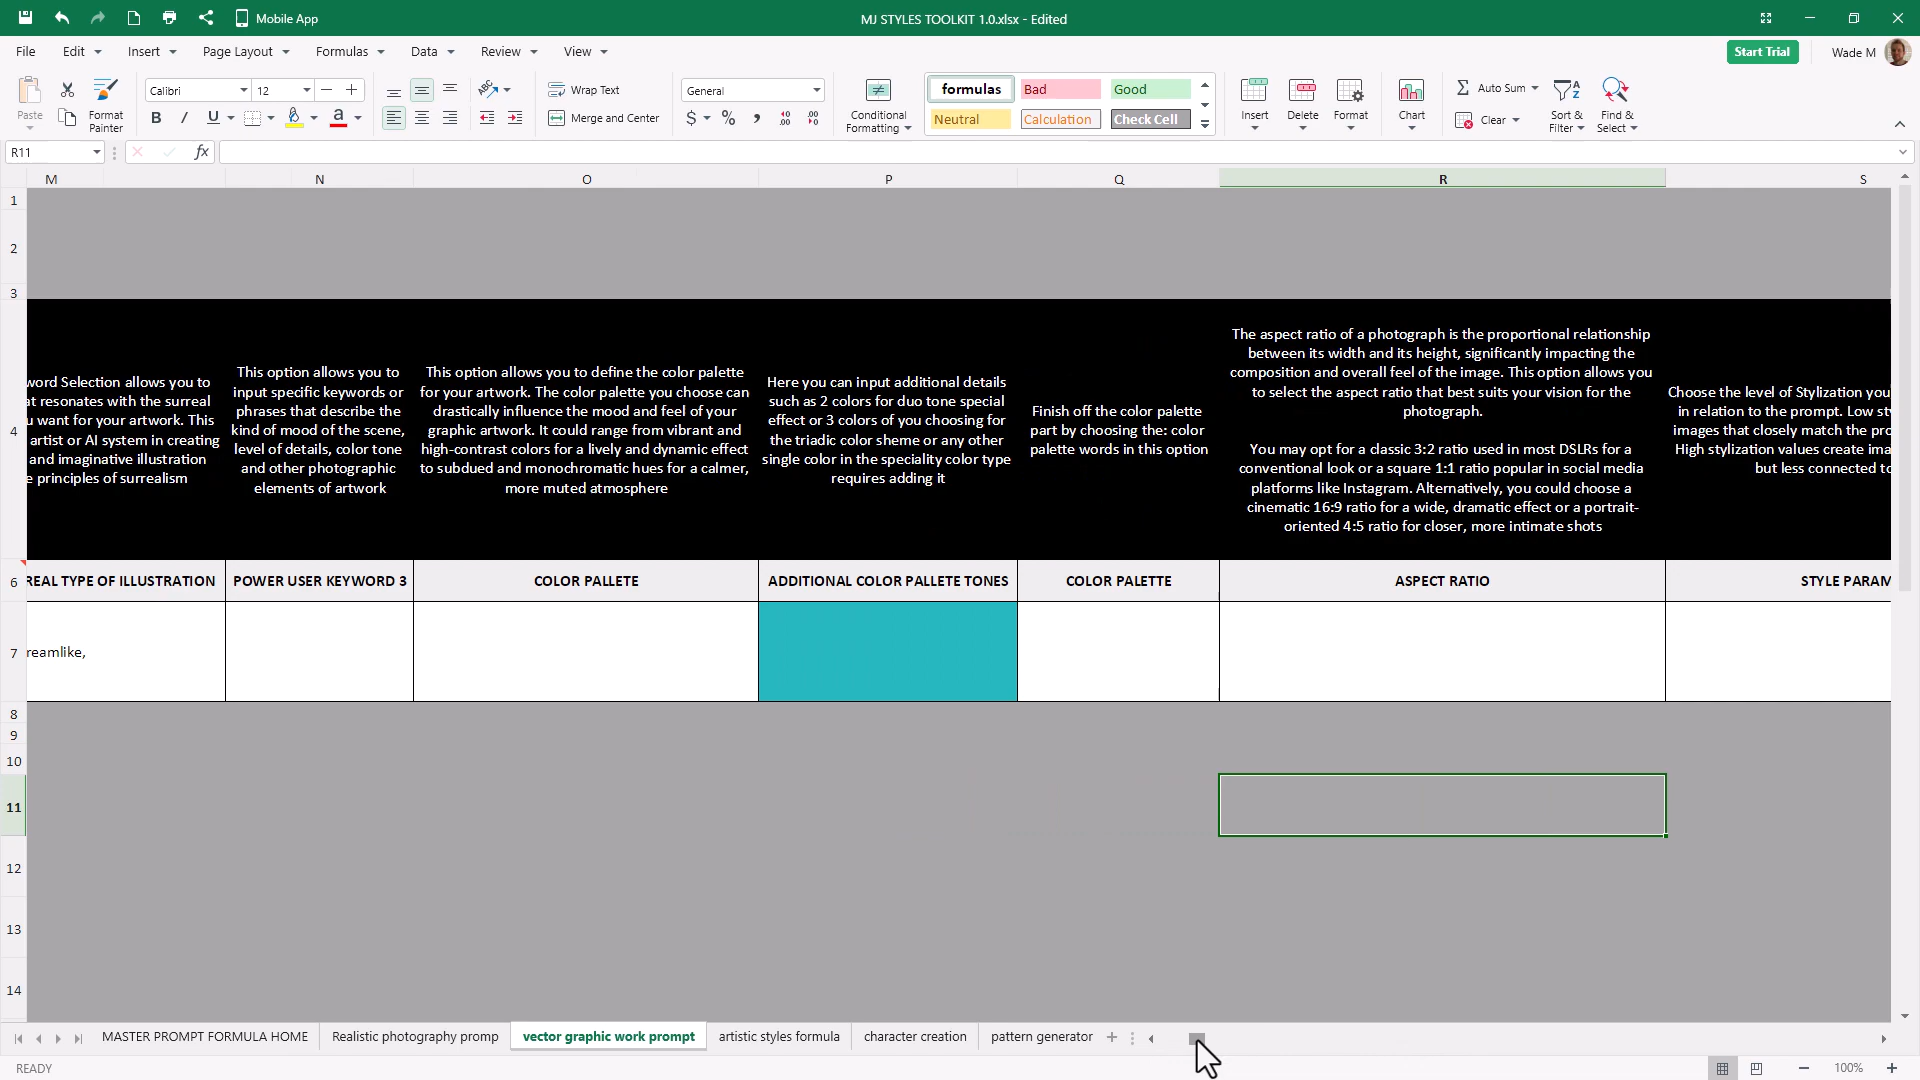 Mobile App
MJ STYLES TOOLKIT 1.0.xlsx - Edited
File Edit Insert Page Layout Formulas Data Review View
Start Trial
Wade M
Paste
Format
Painter
Calibri 12
B I U A
Wrap Text
Merge and Center
General
$ % ,
Conditional
Formatting
formulas Bad Good
Neutral Calculation Check Cell
Insert Delete Format
Chart
Auto Sum
Clear
Sort &
Filter
Find &
Select
R11
fx
M N O P Q R S
1
2
3
4
word Selection allows you to
at resonates with the surreal
u want for your artwork. This
artist or AI system in creating
and imaginative illustration
e principles of surrealism
This option allows you to
input specific keywords or
phrases that describe the
kind of mood of the scene,
level of details, color tone
and other photographic
elements of artwork
This option allows you to define the color palette
for your artwork. The color palette you choose can
drastically influence the mood and feel of your
graphic artwork. It could range from vibrant and
high-contrast colors for a lively and dynamic effect
to subdued and monochromatic hues for a calmer,
more muted atmosphere
Here you can input additional details
such as 2 colors for duo tone special
effect or 3 colors of you choosing for
the triadic color sheme or any other
single color in the speciality color type
requires adding it
Finish off the color palette
part by choosing the: color
palette words in this option
The aspect ratio of a photograph is the proportional relationship
between its width and its height, significantly impacting the
composition and overall feel of the image. This option allows you
to select the aspect ratio that best suits your vision for the
photograph.
You may opt for a classic 3:2 ratio used in most DSLRs for a
conventional look or a square 1:1 ratio popular in social media
platforms like Instagram. Alternatively, you could choose a
cinematic 16:9 ratio for a wide, dramatic effect or a portrait-
oriented 4:5 ratio for closer, more intimate shots
Choose the level of Stylization you
in relation to the prompt. Low st
images that closely match the pro
High stylization values create ima
but less connected to
6 REAL TYPE OF ILLUSTRATION POWER USER KEYWORD 3 COLOR PALLETE ADDITIONAL COLOR PALLETE TONES COLOR PALETTE ASPECT RATIO STYLE PARAM
7 reamlike,
8
9
10
11
12
13
14
MASTER PROMPT FORMULA HOME Realistic photography promp vector graphic work prompt artistic styles formula character creation pattern generator
READY
100%